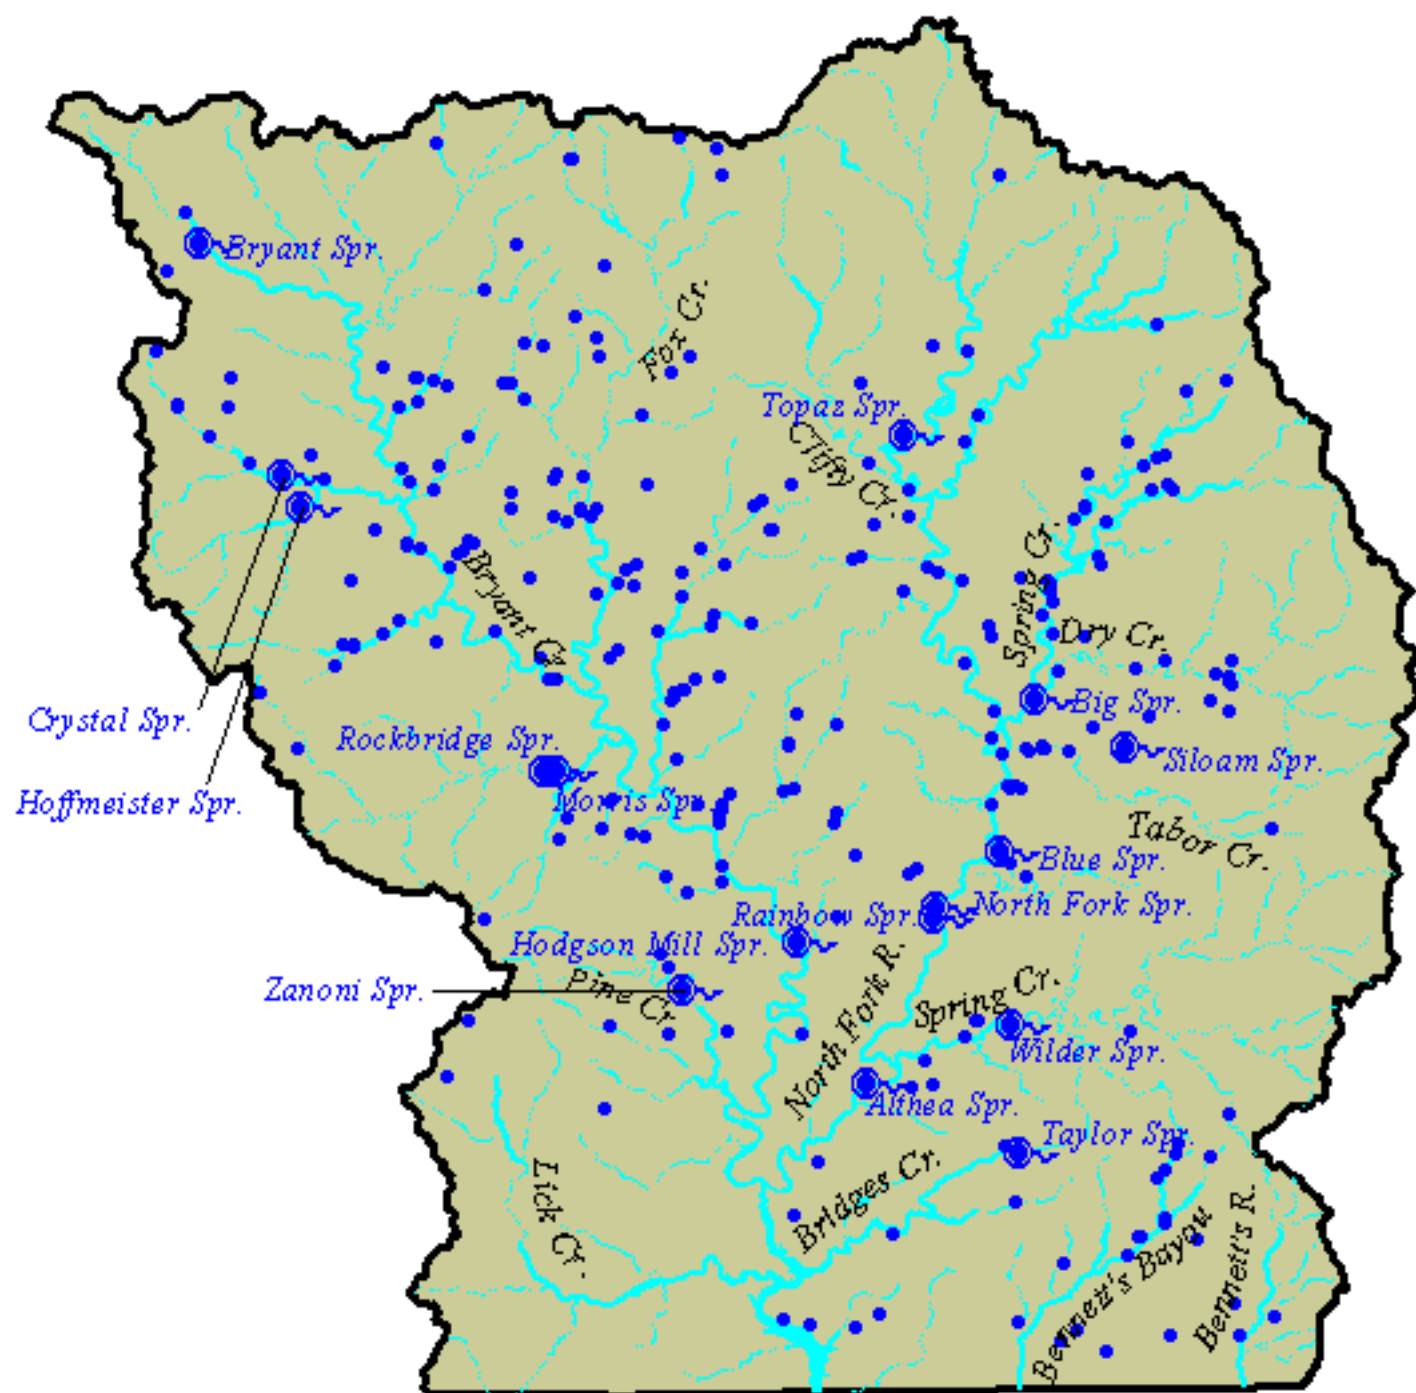 Bryant Spr.
Fox Cr.
Topaz Spr.
Clifty Cr.
Spring Cr.
Bryant Cr.
Dry Cr.
Crystal Spr.
Rockbridge Spr.
Big Spr.
Siloam Spr.
Hoffmeister Spr.
Morris Spr.
Tabor Cr.
Blue Spr.
Rainbow Spr.
North Fork Spr.
Hodgson Mill Spr.
Zanoni Spr.
Pine Cr.
North Fork R.
Spring Cr.
Wilder Spr.
Althea Spr.
Taylor Spr.
Lick Cr.
Bridges Cr.
Bennett's Bayou
Bennett's R.